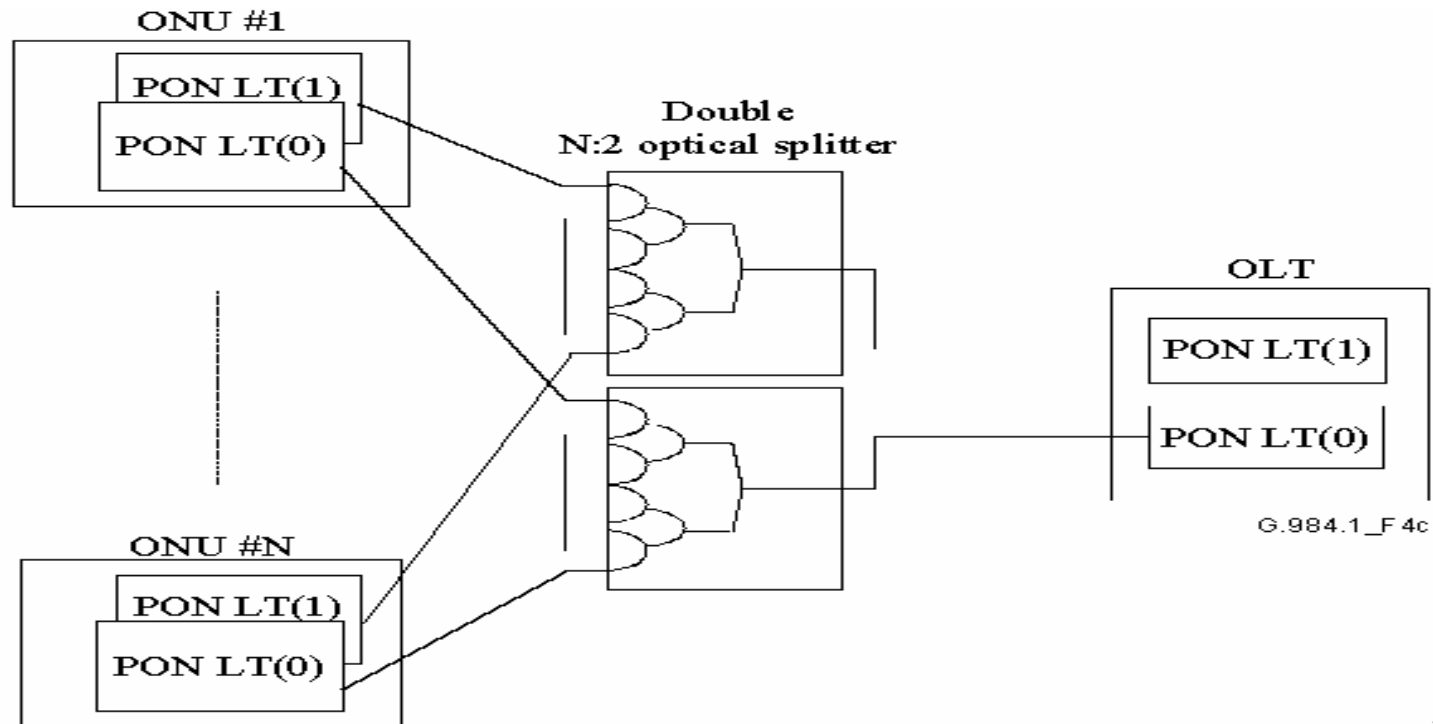 ONU #1
PON LT(1)
PON LT(0)
Double
N:2 optical splitter
OLT
PON LT(1)
PON LT(0)
G.984.1_F4c
ONU #N
PON LT(1)
PON LT(0)